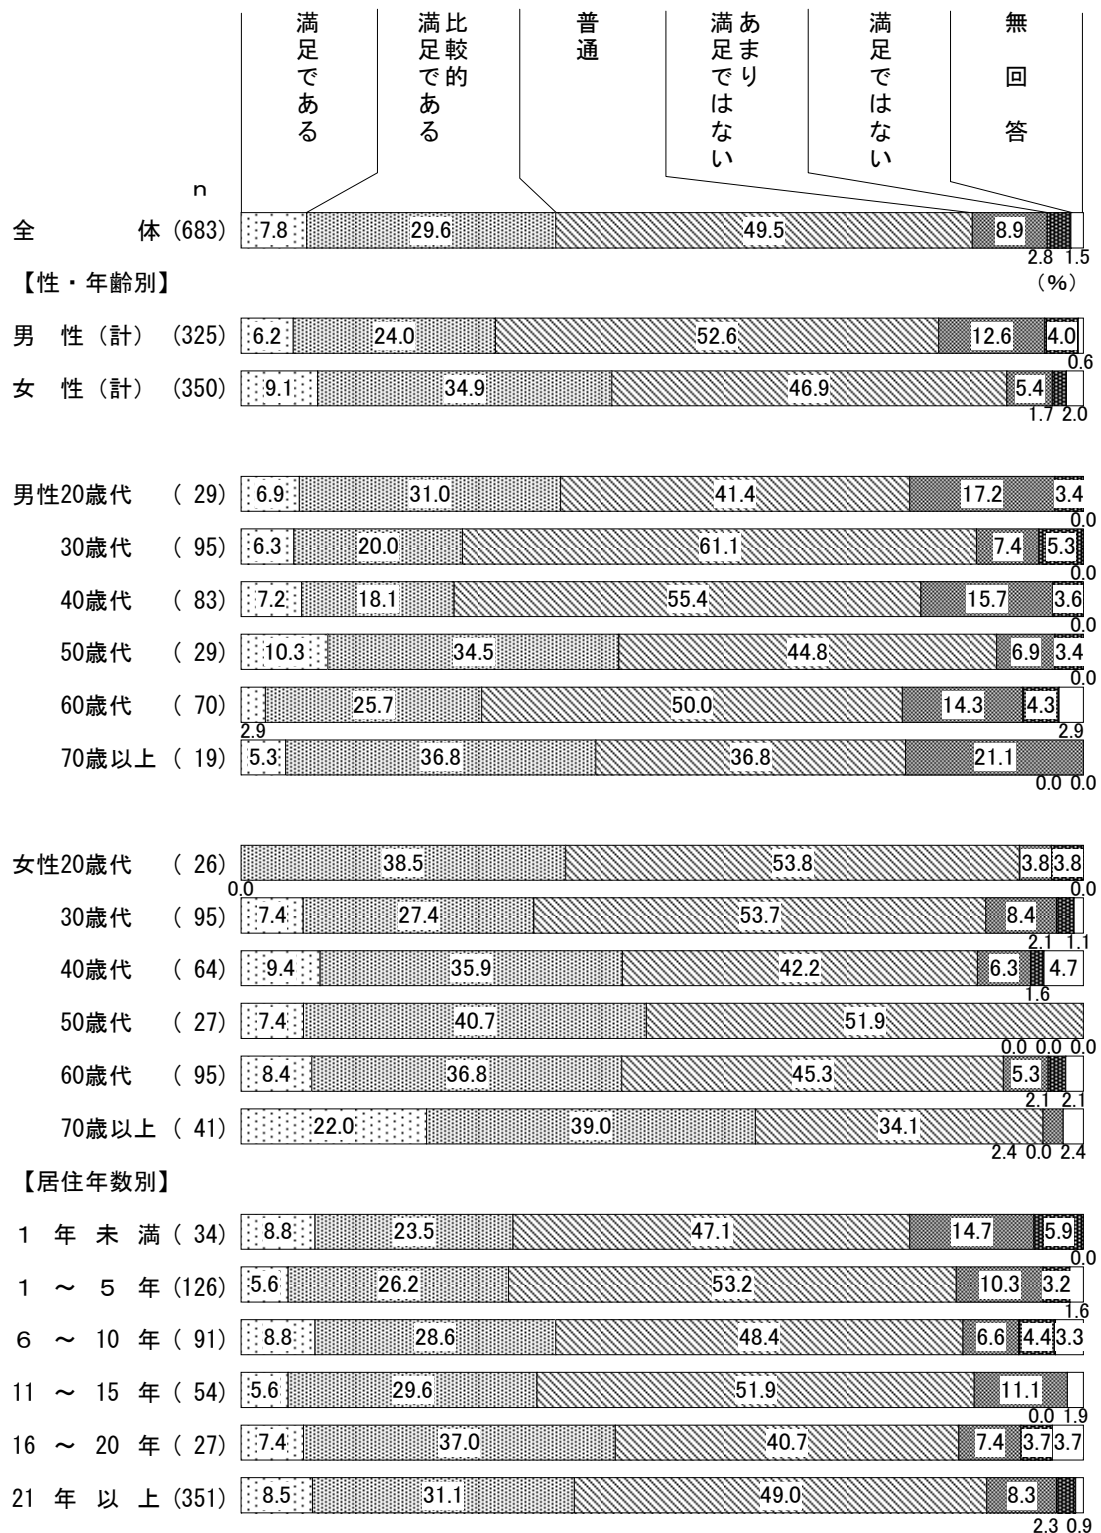 満足である
比較的
満足である
普通
あまり
満足ではない
満足ではない
無回答
n
全体 (683) 7.8 29.6 49.5 8.9
2.8 1.5
【性・年齢別】 (%)
男性（計） (325) 6.2 24.0 52.6 12.6 4.0
0.6
女性（計） (350) 9.1 34.9 46.9 5.4
1.7 2.0
男性20歳代 ( 29) 6.9 31.0 41.4 17.2 3.4
0.0
30歳代 ( 95) 6.3 20.0 61.1 7.4 5.3
0.0
40歳代 ( 83) 7.2 18.1 55.4 15.7 3.6
0.0
50歳代 ( 29) 10.3 34.5 44.8 6.9 3.4
0.0
60歳代 ( 70) 25.7 50.0 14.3 4.3
2.9 2.9
70歳以上 ( 19) 5.3 36.8 36.8 21.1
0.0 0.0
女性20歳代 ( 26) 38.5 53.8 3.8 3.8
0.0 0.0
30歳代 ( 95) 7.4 27.4 53.7 8.4
2.1 1.1
40歳代 ( 64) 9.4 35.9 42.2 6.3 4.7
1.6
50歳代 ( 27) 7.4 40.7 51.9
0.0 0.0 0.0
60歳代 ( 95) 8.4 36.8 45.3 5.3
2.1 2.1
70歳以上 ( 41) 22.0 39.0 34.1
2.4 0.0 2.4
【居住年数別】
１年未満 ( 34) 8.8 23.5 47.1 14.7 5.9
0.0
１～５年 (126) 5.6 26.2 53.2 10.3 3.2
1.6
６～10年 ( 91) 8.8 28.6 48.4 6.6 4.4 3.3
11～15年 ( 54) 5.6 29.6 51.9 11.1
0.0 1.9
16～20年 ( 27) 7.4 37.0 40.7 7.4 3.7 3.7
21年以上 (351) 8.5 31.1 49.0 8.3
2.3 0.9